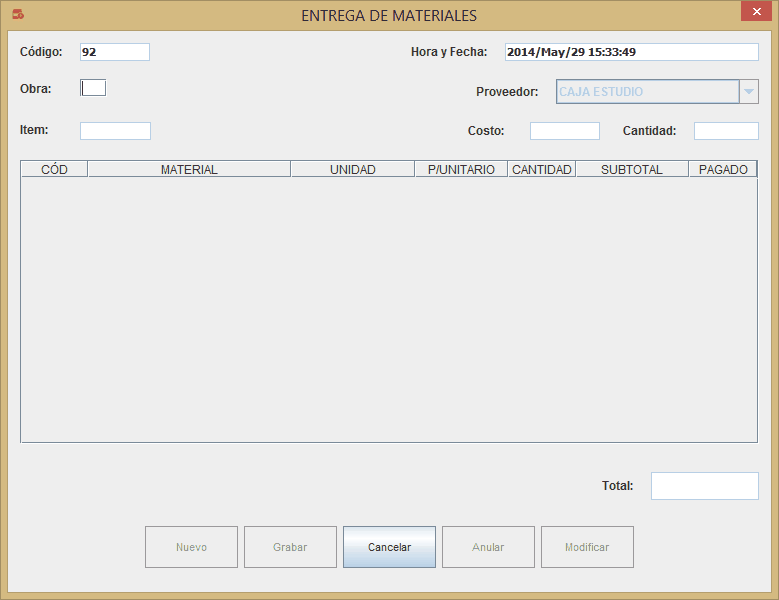 ENTREGA DE MATERIALES
Código: 92 Hora y Fecha: 2014/May/29 15:33:49
Obra: Proveedor: CAJA ESTUDIO
Item: Costo: Cantidad:
CÓD MATERIAL UNIDAD P/UNITARIO CANTIDAD SUBTOTAL PAGADO
Total:
Nuevo Grabar Cancelar Anular Modificar